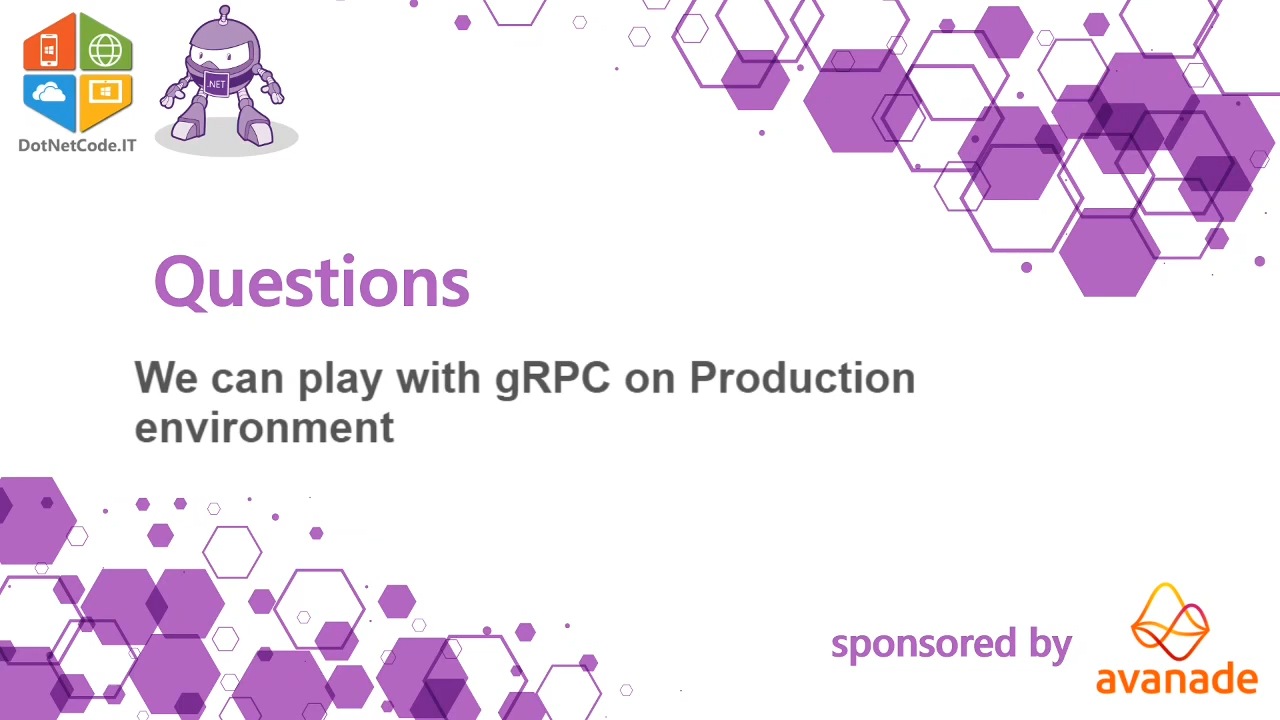 .NET
DotNetCode.IT
Questions
We can play with gRPC on Production
environment
sponsored by
avanade